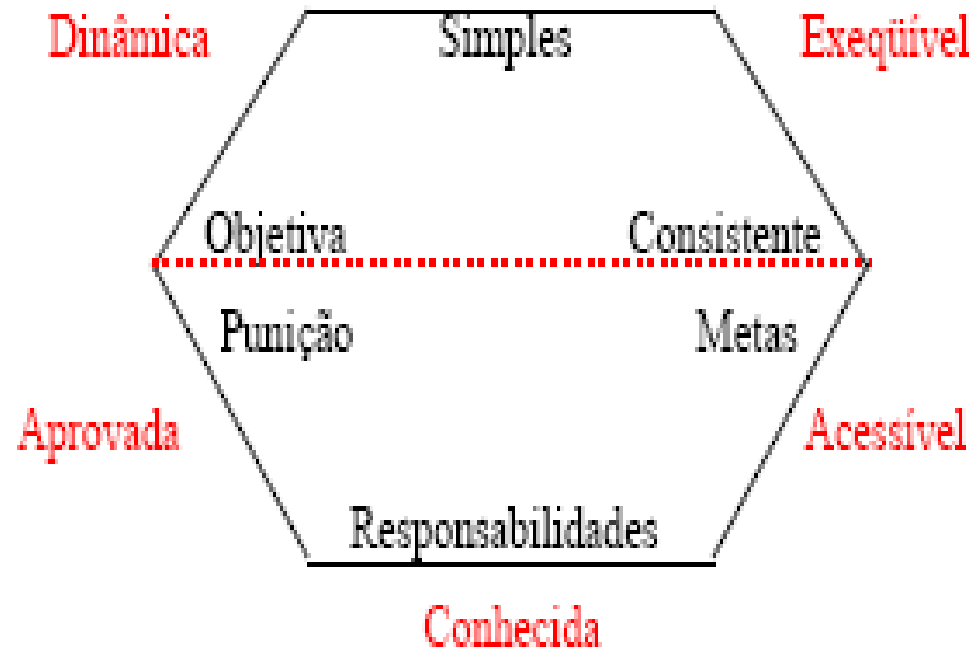 Dinâmica Simples Exeqüível
Objetiva Consistente
Punição Metas
Aprovada Acessível
Responsabilidades
Conhecida